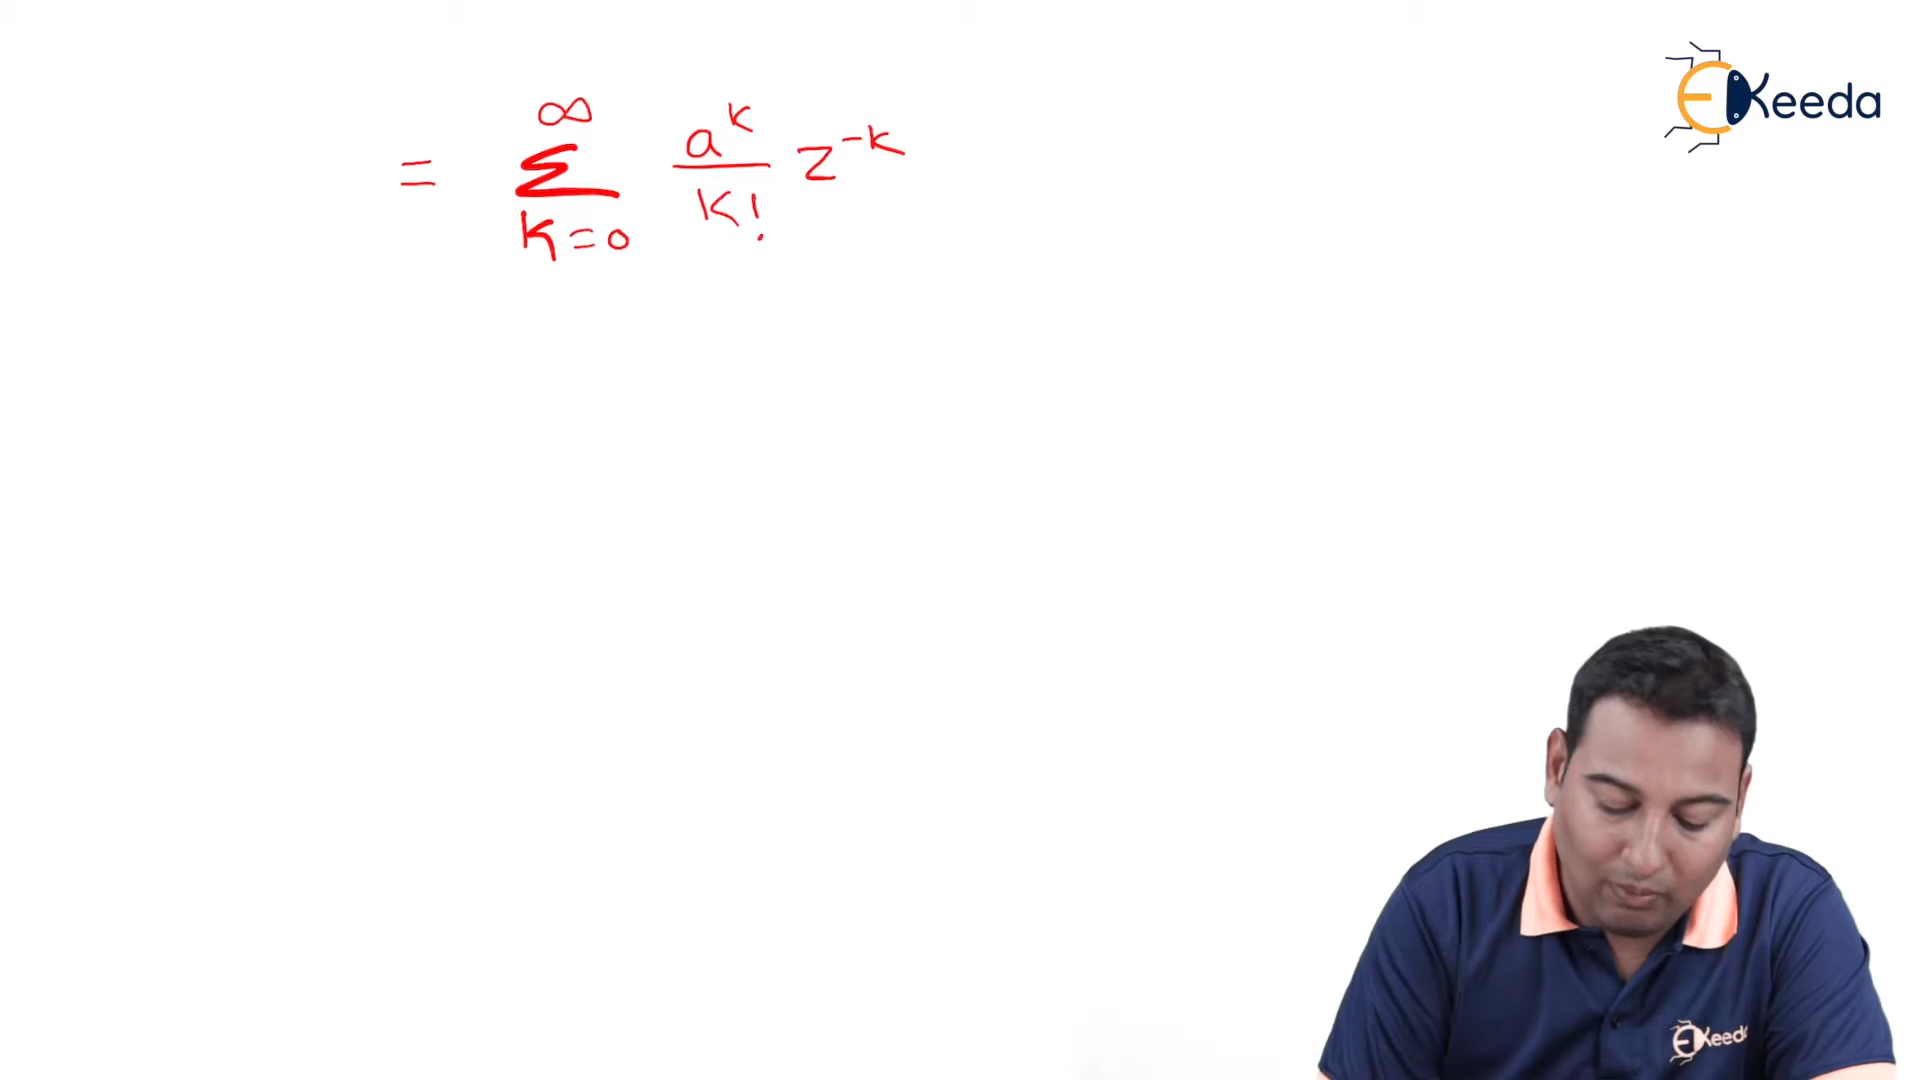 EKeeda
∞
= Σ a^k/k! z^-k
k=0
EKeeda